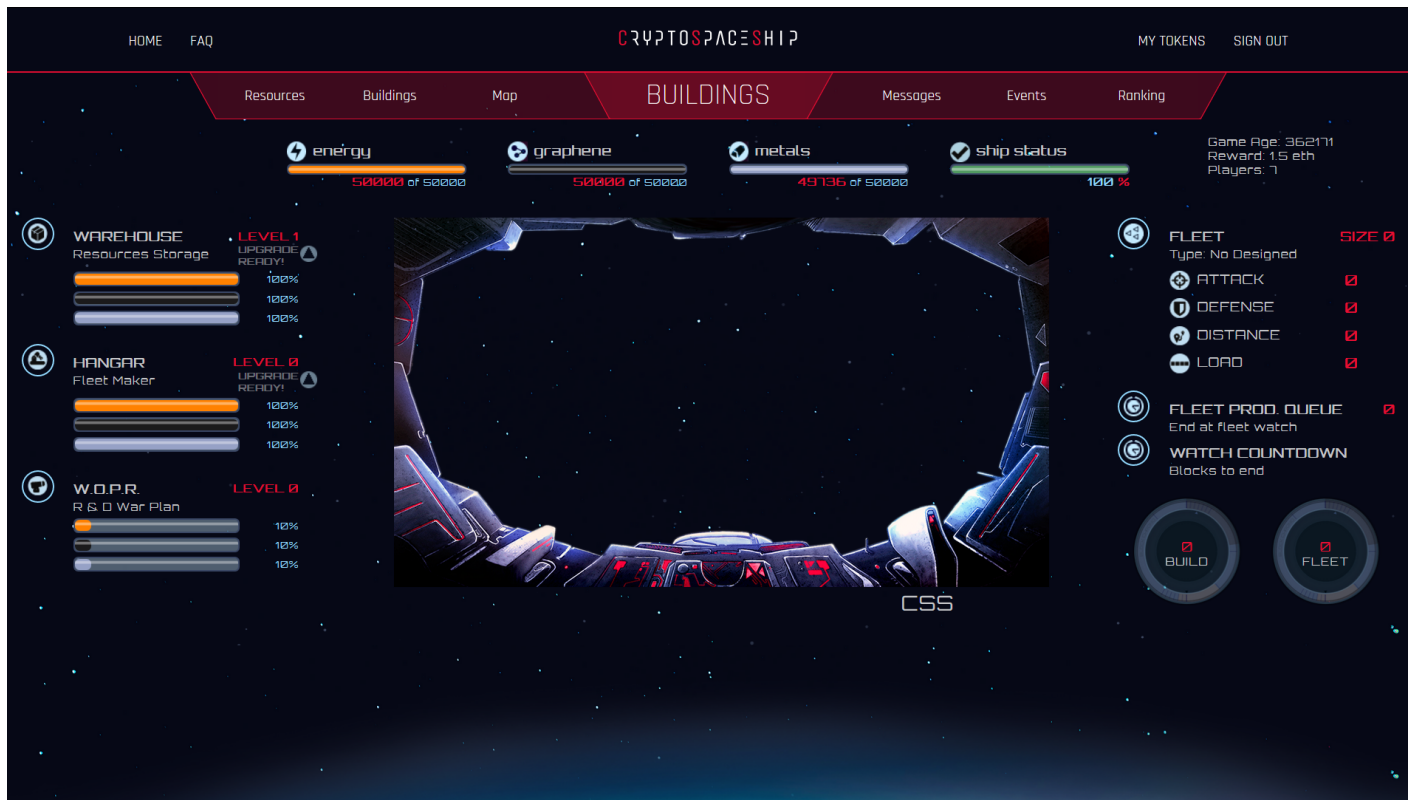 HOME FAQ CRYPTOSPACESHIP MY TOKENS SIGN OUT
Resources Buildings Map BUILDINGS Messages Events Ranking
energy graphene metals ship status
50000 of 50000 50000 of 50000 49736 of 50000 100 %
Game Age: 362171
Reward: 1.5 eth
Players: 7
WAREHOUSE LEVEL 1
Resources Storage UPGRADE READY!
100%
100%
100%
HANGAR LEVEL 0
Fleet Maker UPGRADE READY!
100%
100%
100%
W.O.P.R. LEVEL 0
R & D War Plan
10%
10%
10%
CSS
FLEET SIZE 0
Type: No Designed
ATTACK 0
DEFENSE 0
DISTANCE 0
LOAD 0
FLEET PROD. QUEUE 0
End at fleet watch
WATCH COUNTDOWN
Blocks to end
0 0
BUILD FLEET